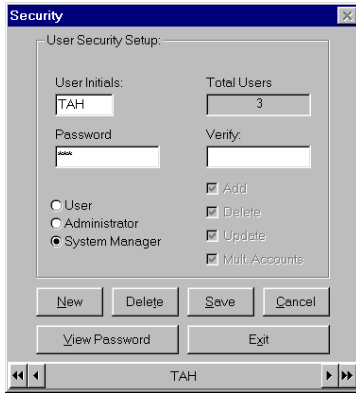 Security
User Security Setup:
User Initials: Total Users
TAH 3
Password Verify:
***
Add
User Delete
Administrator Update
System Manager Mult. Accounts
New Delete Save Cancel
View Password Exit
TAH